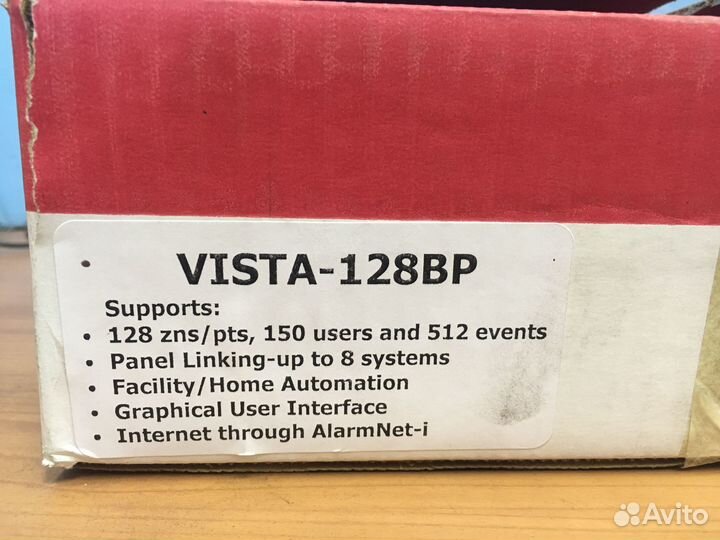 VISTA-128BP
Supports:
• 128 zns/pts, 150 users and 512 events
• Panel Linking-up to 8 systems
• Facility/Home Automation
• Graphical User Interface
• Internet through AlarmNet-i
Avito